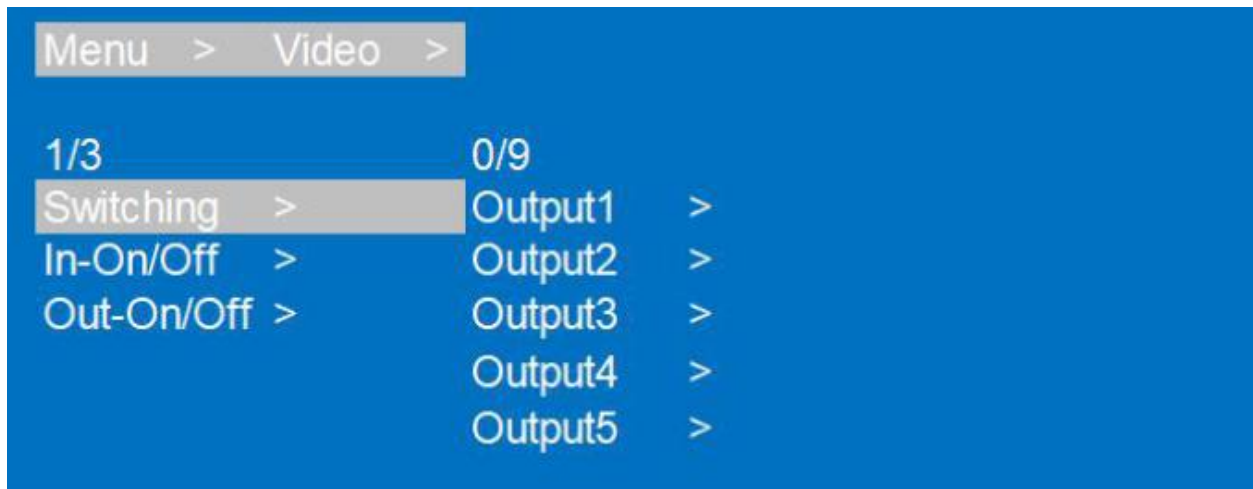 Menu > Video >
1/3 0/9
Switching > Output1 >
In-On/Off > Output2 >
Out-On/Off > Output3 >
Output4 >
Output5 >